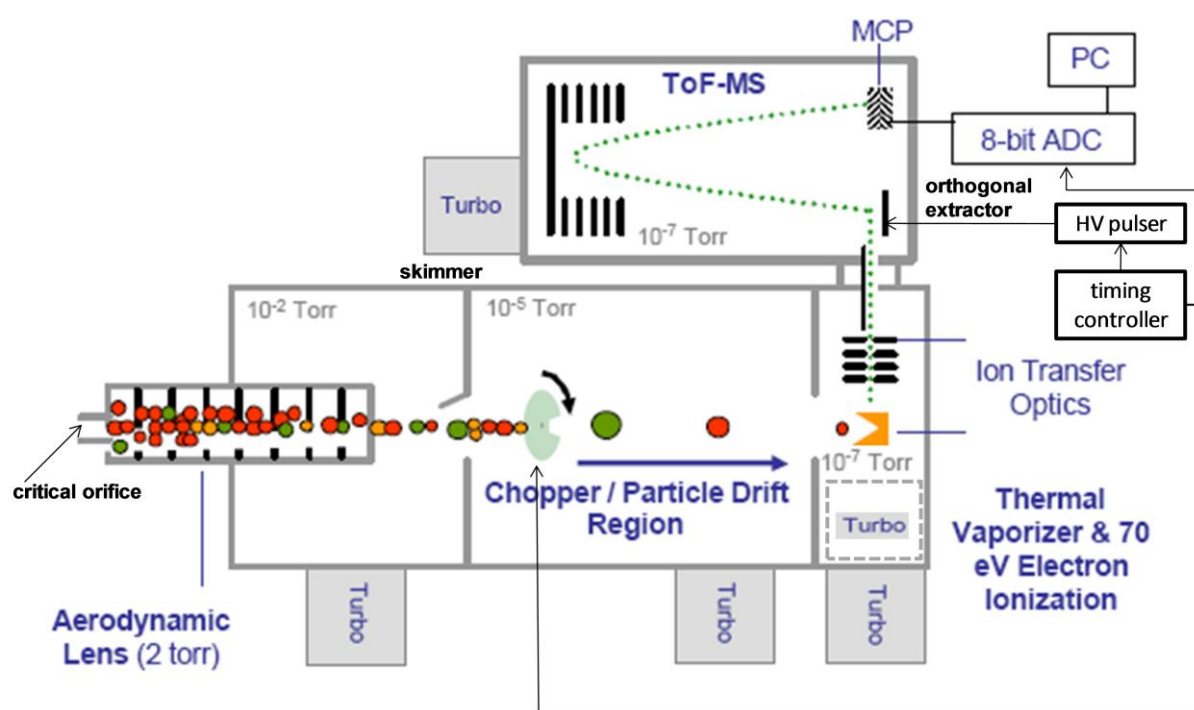 MCP
PC
ToF-MS
8-bit ADC
Turbo
orthogonal
extractor
HV pulser
10⁻⁷ Torr
skimmer
timing
controller
10⁻² Torr
10⁻⁵ Torr
Ion Transfer
Optics
critical orifice
10⁻⁷ Torr
Chopper / Particle Drift
Region
Turbo
Thermal
Vaporizer & 70
eV Electron
Ionization
Aerodynamic
Lens (2 torr)
Turbo
Turbo
Turbo